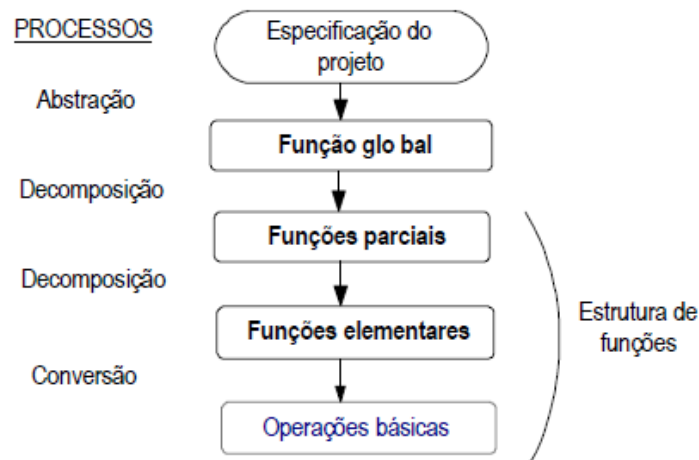 PROCESSOS
Especificação do
projeto
Abstração
Função glo bal
Decomposição
Funções parciais
Decomposição
Estrutura de
funções
Funções elementares
Conversão
Operações básicas